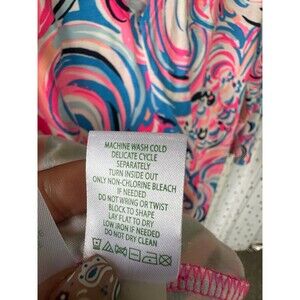 MACHINE WASH COLD
DELICATE CYCLE
SEPARATELY
TURN INSIDE OUT
ONLY NON-CHLORINE BLEACH
IF NEEDED
DO NOT WRING OR TWIST
BLOCK TO SHAPE
LAY FLAT TO DRY
LOW IRON IF NEEDED
DO NOT DRY CLEAN